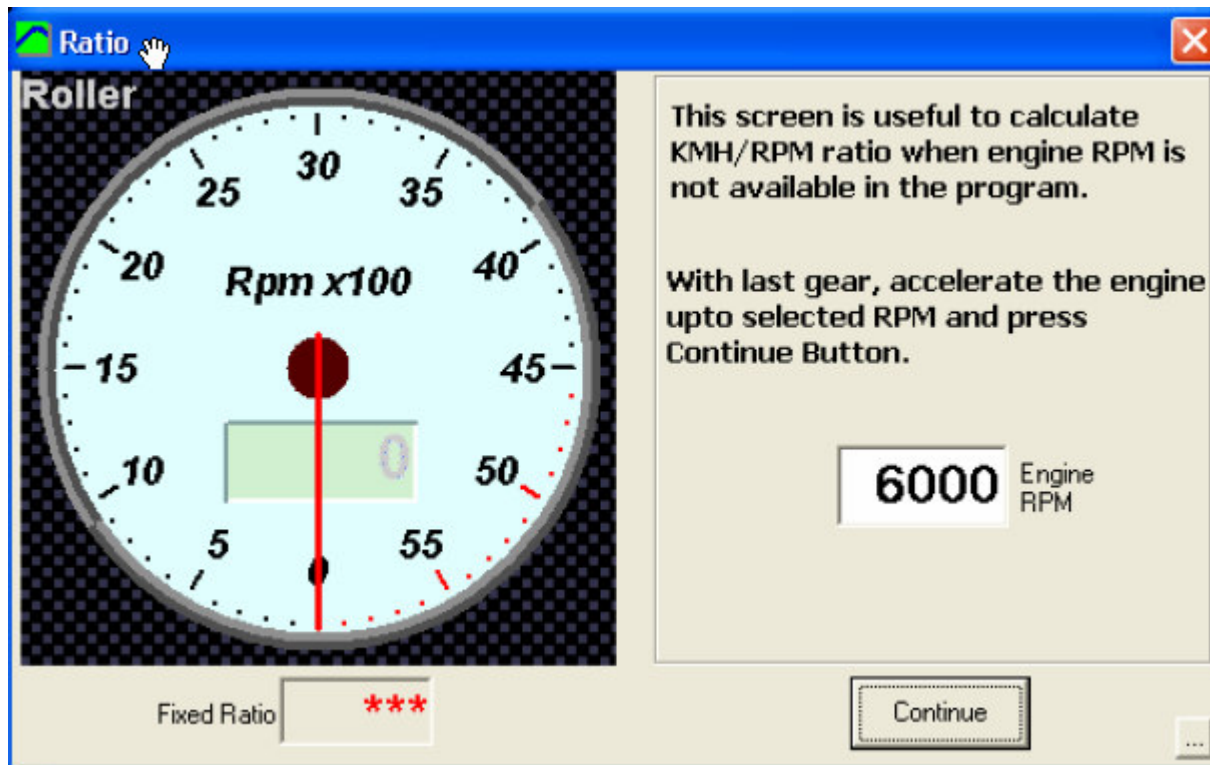 Ratio
Roller
30
25
35
20
40
Rpm x100
15
45
0
10
50
5
55
0
Fixed Ratio
***
This screen is useful to calculate
KMH/RPM ratio when engine RPM is
not available in the program.
With last gear, accelerate the engine
upto selected RPM and press
Continue Button.
6000
Engine
RPM
Continue
...